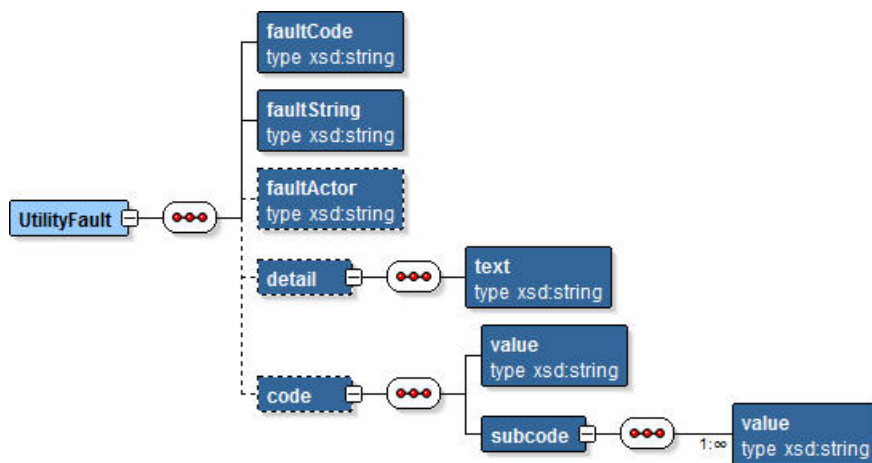 faultCode
type xsd:string
faultString
type xsd:string
faultActor
type xsd:string
UtilityFault
detail
text
type xsd:string
value
type xsd:string
code
subcode
1:∞
value
type xsd:string